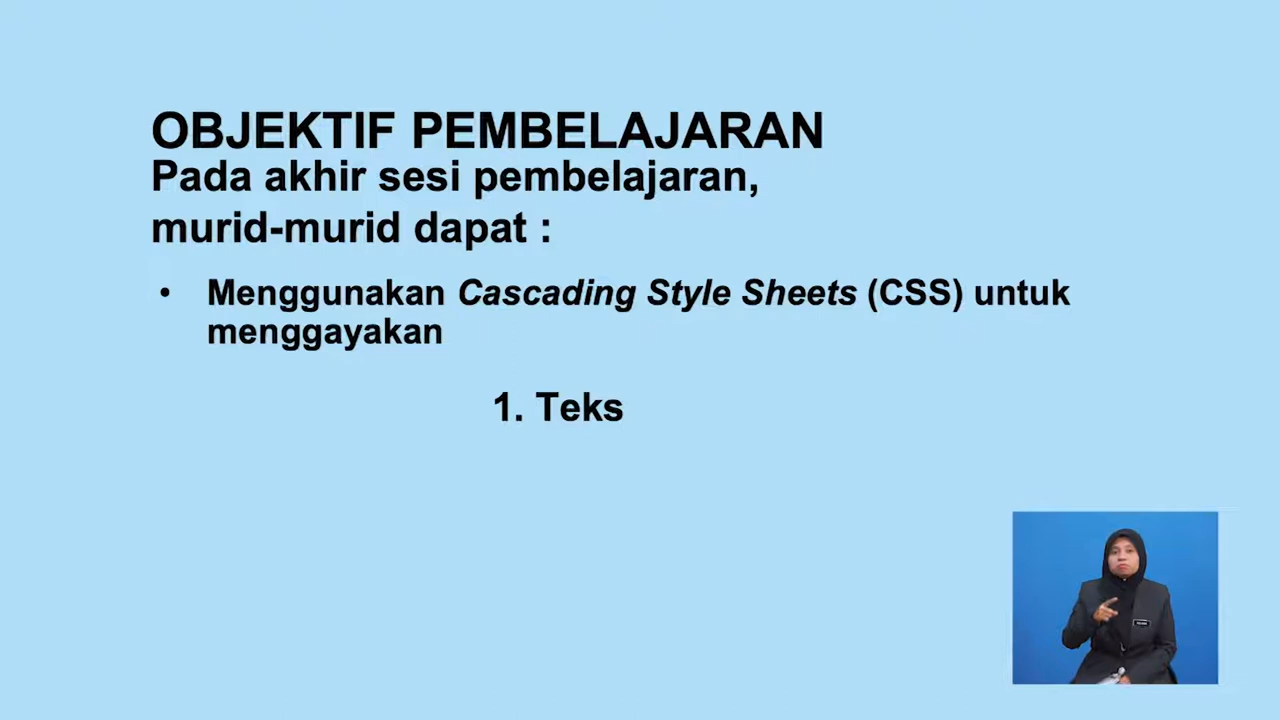 OBJEKTIF PEMBELAJARAN
Pada akhir sesi pembelajaran,
murid-murid dapat :
• Menggunakan Cascading Style Sheets (CSS) untuk
menggayakan
1. Teks